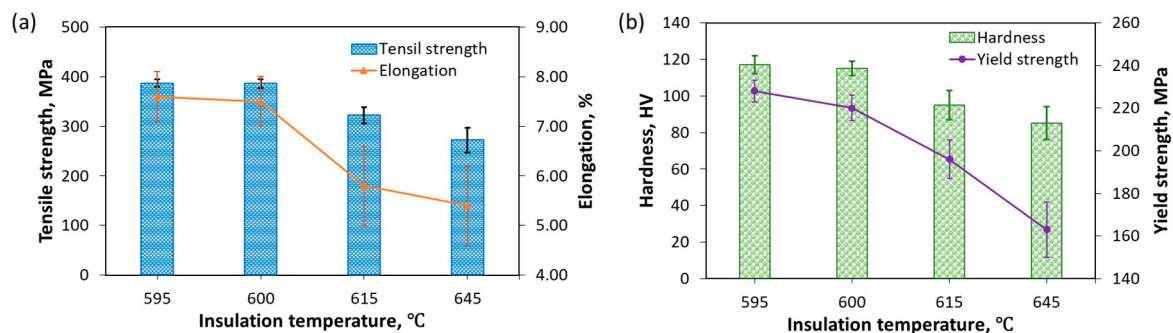 (a)
500
400
300
200
100
0
Tensile strength, MPa
Tensil strength
Elongation
9.00
8.00
7.00
6.00
5.00
4.00
Elongation, %
595 600 615 645
Insulation temperature, ℃
(b)
140
120
100
80
60
40
20
0
Hardness, HV
Hardness
Yield strength
260
240
220
200
180
160
140
Yield strength, MPa
595 600 615 645
Insulation temperature, ℃